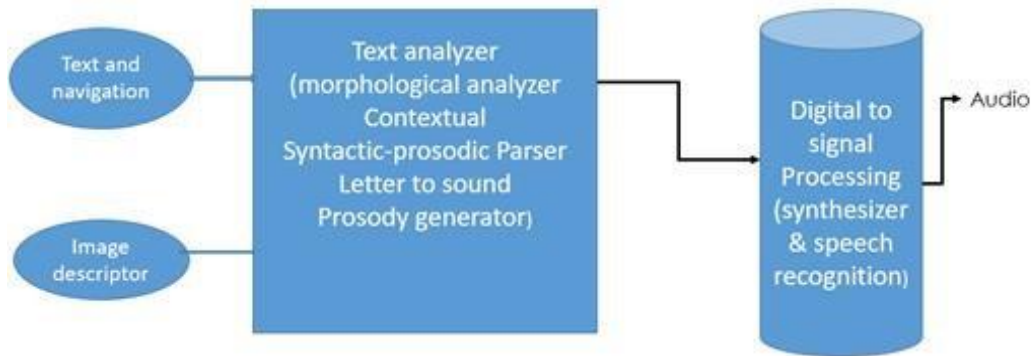 Text and
navigation
Image
descriptor
Text analyzer
(morphological analyzer
Contextual
Syntactic-prosodic Parser
Letter to sound
Prosody generator)
Digital to
signal
Processing
(synthesizer
& speech
recognition)
Audio